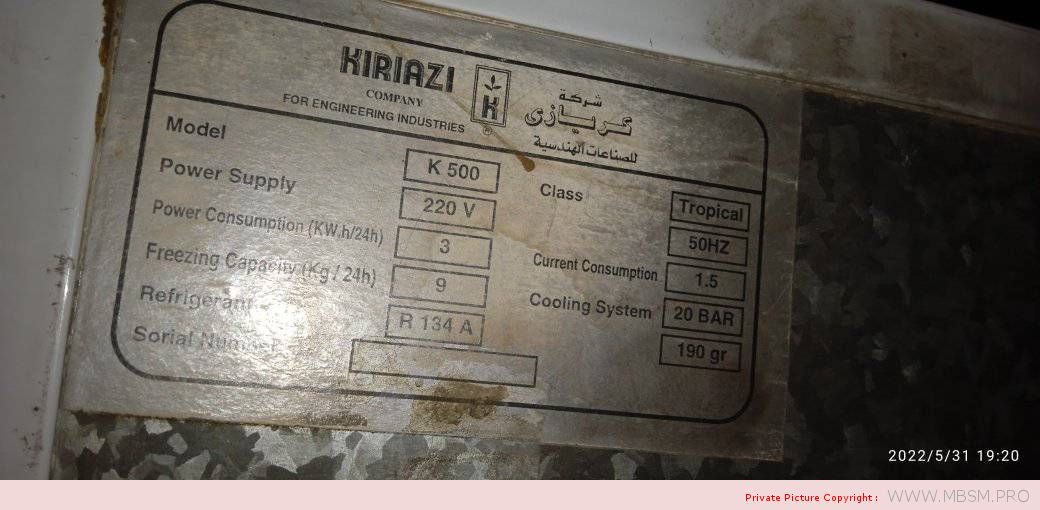 KIRIAZI
COMPANY
FOR ENGINEERING INDUSTRIES
K
®
شركة
كريازى
للصناعات الهندسية
Model K 500 Class Tropical
Power Supply 220 V 50HZ
Power Consumption (KW.h/24h) 3 Current Consumption 1.5
Freezing Capacity (Kg / 24h) 9 Cooling System 20 BAR
Refrigerant R 134 A 190 gr
Sorial Number
2022/5/31 19:20
Private Picture Copyright : WWW.MBSM.PRO